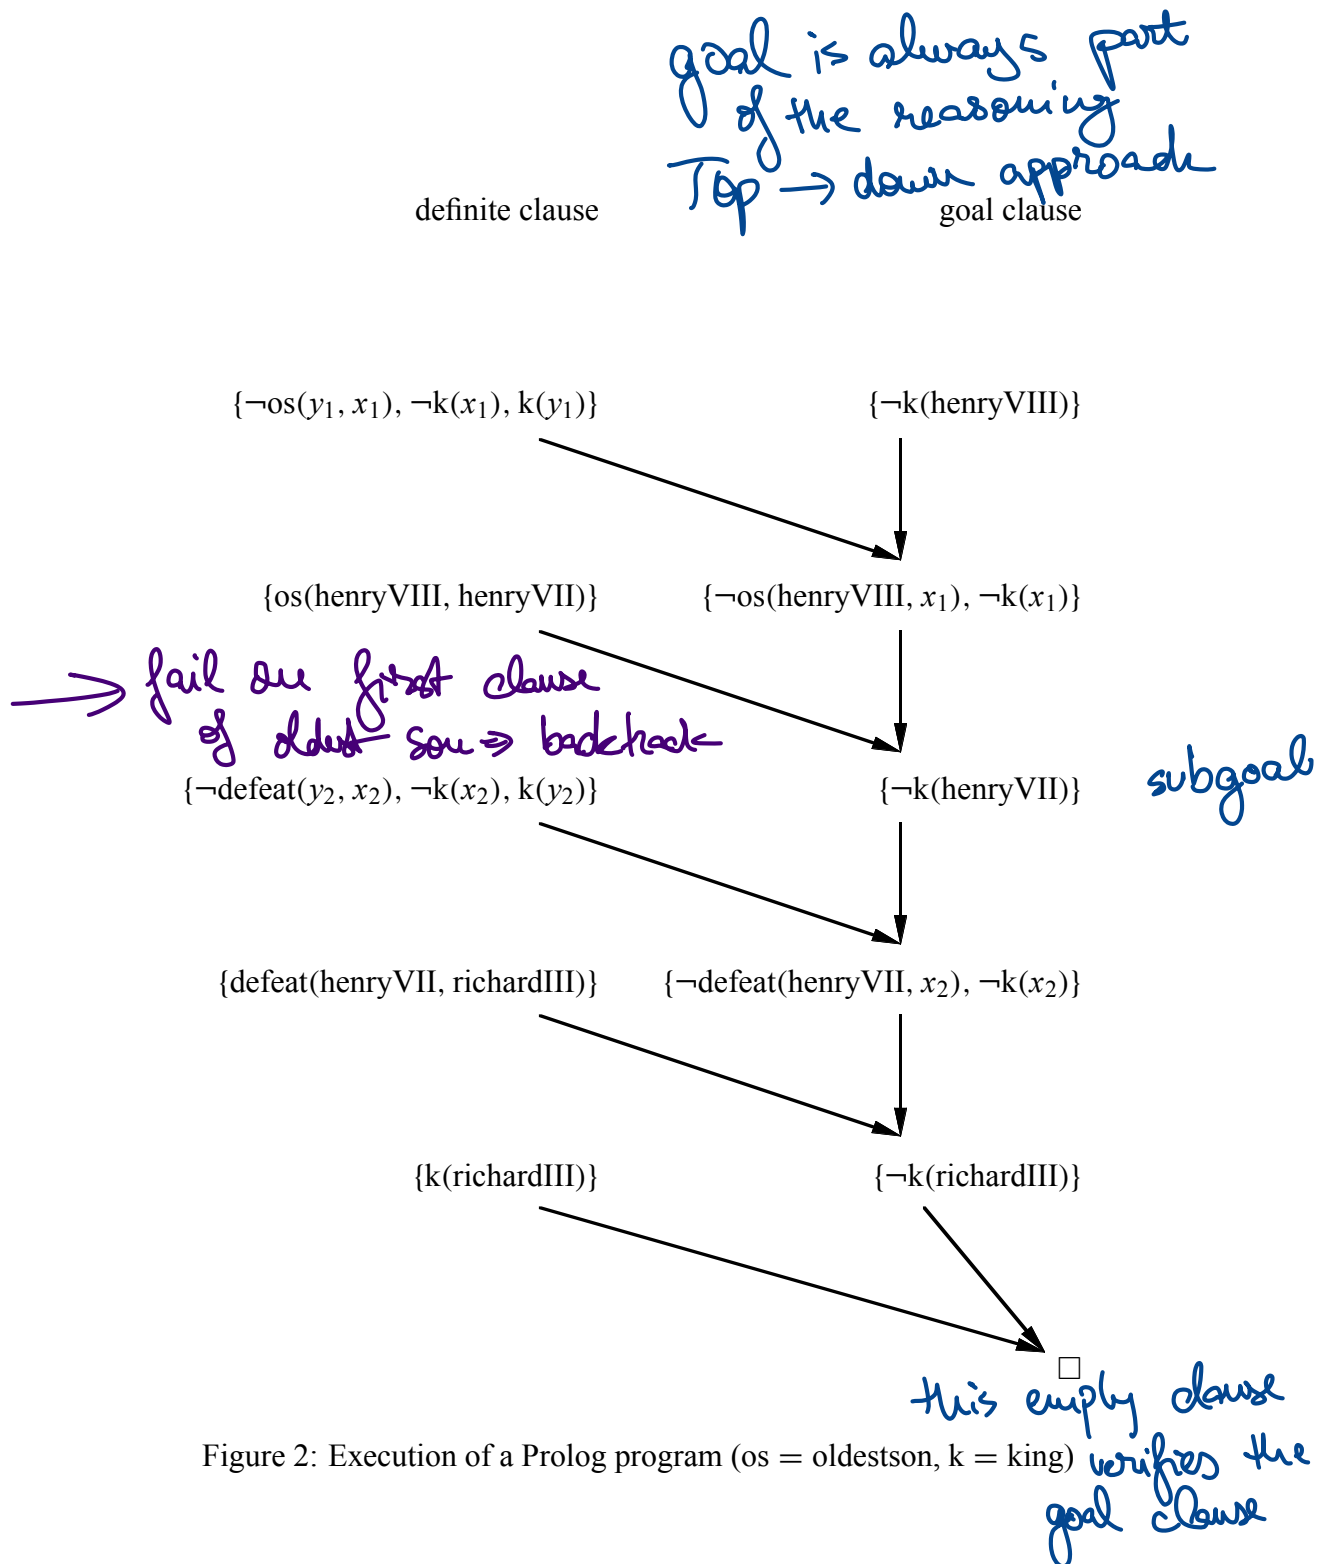 goal is always part
of the reasoning
Top → down approach
definite clause goal clause
{¬os(y₁, x₁), ¬k(x₁), k(y₁)} {¬k(henryVIII)}
{os(henryVIII, henryVII)} {¬os(henryVIII, x₁), ¬k(x₁)}
→ fail on first clause
of oldest son ⇒ backtrack
{¬defeat(y₂, x₂), ¬k(x₂), k(y₂)} {¬k(henryVII)} subgoal
{defeat(henryVII, richardIII)} {¬defeat(henryVII, x₂), ¬k(x₂)}
{k(richardIII)} {¬k(richardIII)}
□
this empty clause
Figure 2: Execution of a Prolog program (os = oldestson, k = king)
verifies the
goal clause